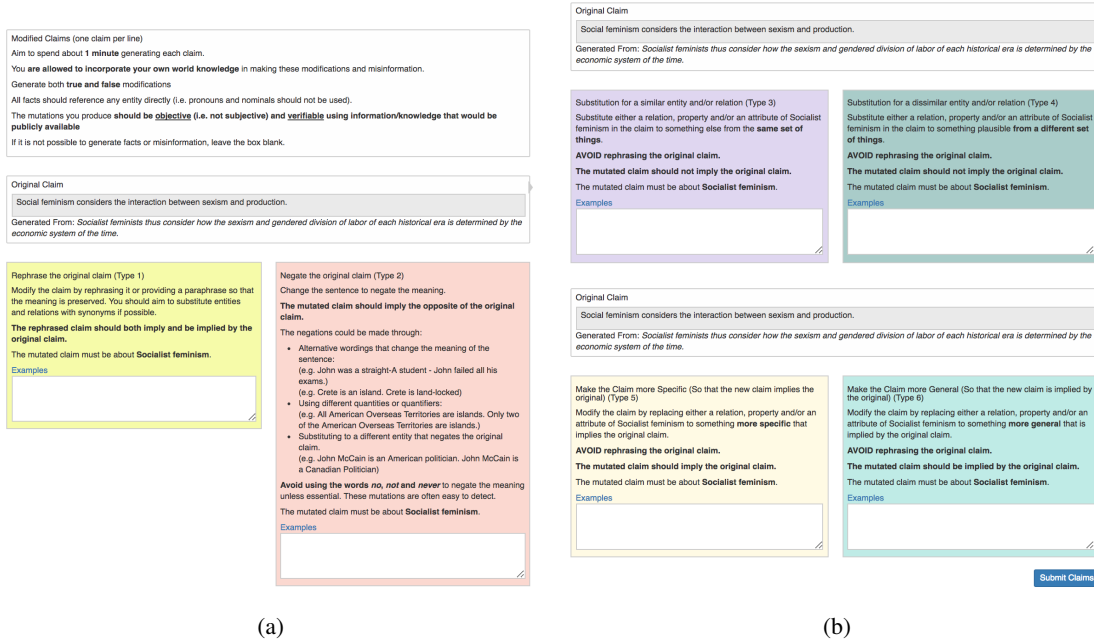 Modified Claims (one claim per line)
Aim to spend about 1 minute generating each claim.
You are allowed to incorporate your own world knowledge in making these modifications and misinformation.
Generate both true and false modifications
All facts should reference any entity directly (i.e. pronouns and nominals should not be used).
The mutations you produce should be objective (i.e. not subjective) and verifiable using information/knowledge that would be
publicly available
If it is not possible to generate facts or misinformation, leave the box blank.
Original Claim
Social feminism considers the interaction between sexism and production.
Generated From: Socialist feminists thus consider how the sexism and gendered division of labor of each historical era is determined by the
economic system of the time.
Rephrase the original claim (Type 1)
Modify the claim by rephrasing it or providing a paraphrase so that
the meaning is preserved. You should aim to substitute entities
and relations with synonyms if possible.
The rephrased claim should both imply and be implied by the
original claim.
The mutated claim must be about Socialist feminism.
Examples
Negate the original claim (Type 2)
Change the sentence to negate the meaning.
The mutated claim should imply the opposite of the original
claim.
The negations could be made through:
• Alternative wordings that change the meaning of the
sentence:
(e.g. John was a straight-A student - John failed all his
exams.)
(e.g. Crete is an island. Crete is land-locked)
• Using different quantities or quantifiers:
(e.g. All American Overseas Territories are islands. Only two
of the American Overseas Territories are islands.)
• Substituting to a different entity that negates the original
claim.
(e.g. John McCain is an American politician. John McCain is
a Canadian Politician)
Avoid using the words no, not and never to negate the meaning
unless essential. These mutations are often easy to detect.
The mutated claim must be about Socialist feminism.
Examples
(a)
Original Claim
Social feminism considers the interaction between sexism and production.
Generated From: Socialist feminists thus consider how the sexism and gendered division of labor of each historical era is determined by the
economic system of the time.
Substitution for a similar entity and/or relation (Type 3)
Substitute either a relation, property and/or an attribute of Socialist
feminism in the claim to something else from the same set of
things.
AVOID rephrasing the original claim.
The mutated claim should not imply the original claim.
The mutated claim must be about Socialist feminism.
Examples
Substitution for a dissimilar entity and/or relation (Type 4)
Substitute either a relation, property and/or an attribute of Socialist
feminism in the claim to something plausible from a different set
of things.
AVOID rephrasing the original claim.
The mutated claim should not imply the original claim.
The mutated claim must be about Socialist feminism.
Examples
Original Claim
Social feminism considers the interaction between sexism and production.
Generated From: Socialist feminists thus consider how the sexism and gendered division of labor of each historical era is determined by the
economic system of the time.
Make the Claim more Specific (So that the new claim implies the
original) (Type 5)
Modify the claim by replacing either a relation, property and/or an
attribute of Socialist feminism to something more specific that
implies the original claim.
AVOID rephrasing the original claim.
The mutated claim should imply the original claim.
The mutated claim must be about Socialist feminism.
Examples
Make the Claim more General (So that the new claim is implied by
the original) (Type 6)
Modify the claim by replacing either a relation, property and/or an
attribute of Socialist feminism to something more general that is
implied by the original claim.
AVOID rephrasing the original claim.
The mutated claim should be implied by the original claim.
The mutated claim must be about Socialist feminism.
Examples
Submit Claims
(b)